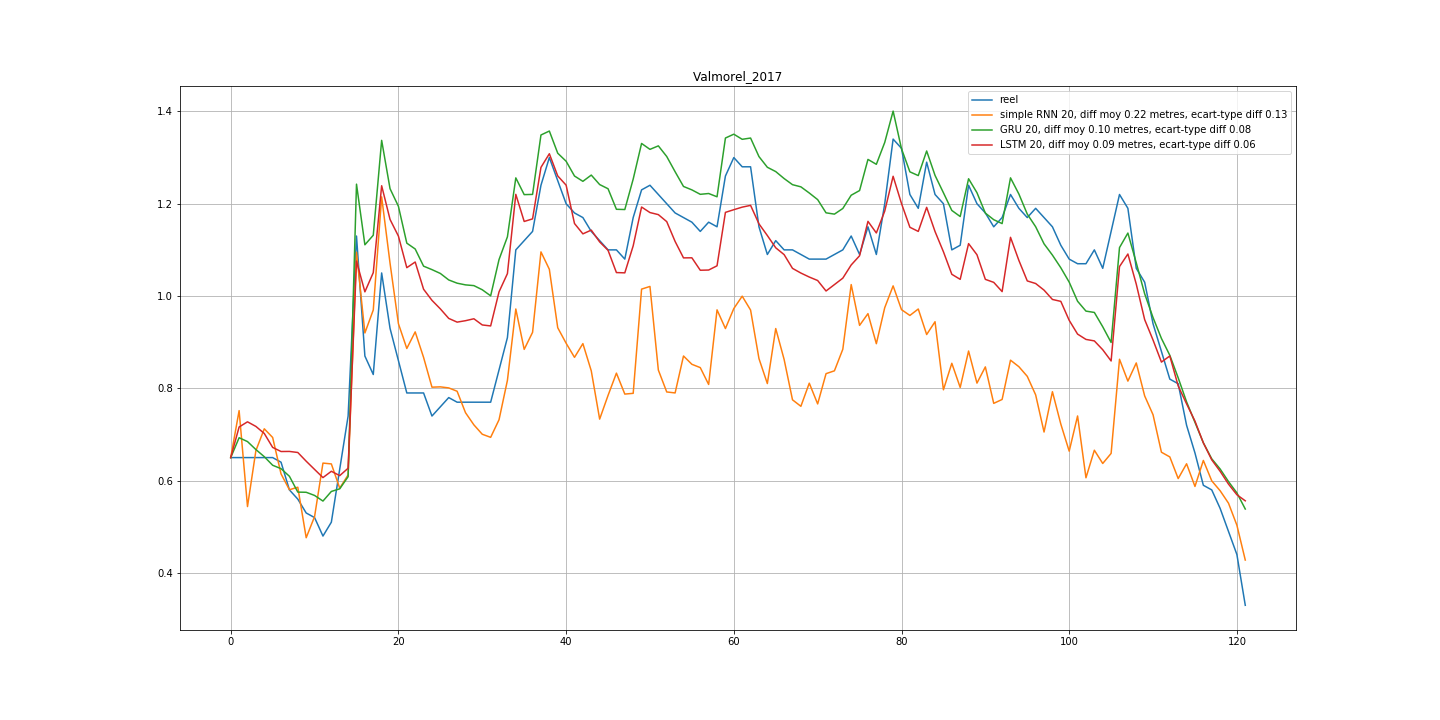 Valmorel_2017
reel
simple RNN 20, diff moy 0.22 metres, ecart-type diff 0.13
GRU 20, diff moy 0.10 metres, ecart-type diff 0.08
LSTM 20, diff moy 0.09 metres, ecart-type diff 0.06
1.4
1.2
1.0
0.8
0.6
0.4
0 20 40 60 80 100 120